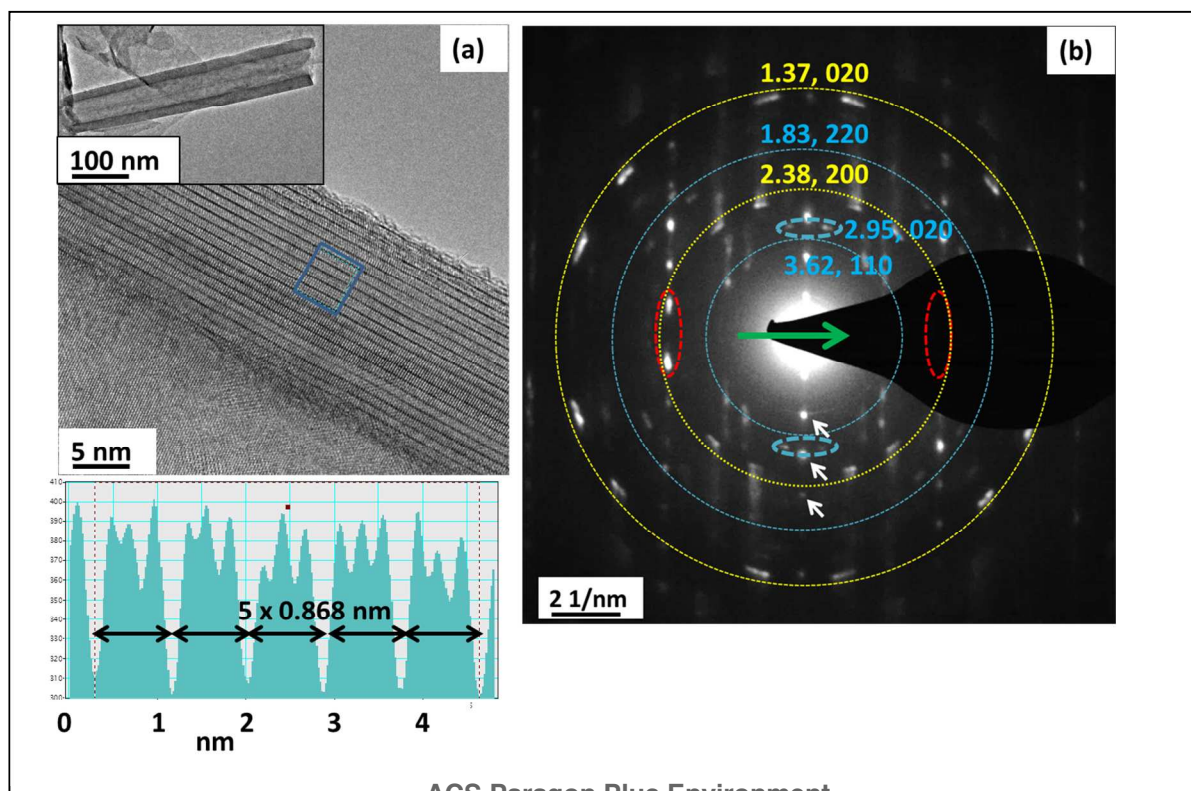 (a)
100 nm
5 nm
410
400
390
380
370
360
350
340
330
320
310
300
5 x 0.868 nm
0 1 2 3 4
nm
(b)
1.37, 020
1.83, 220
2.38, 200
2.95, 020
3.62, 110
2 1/nm
ACS Paragon Plus Environment